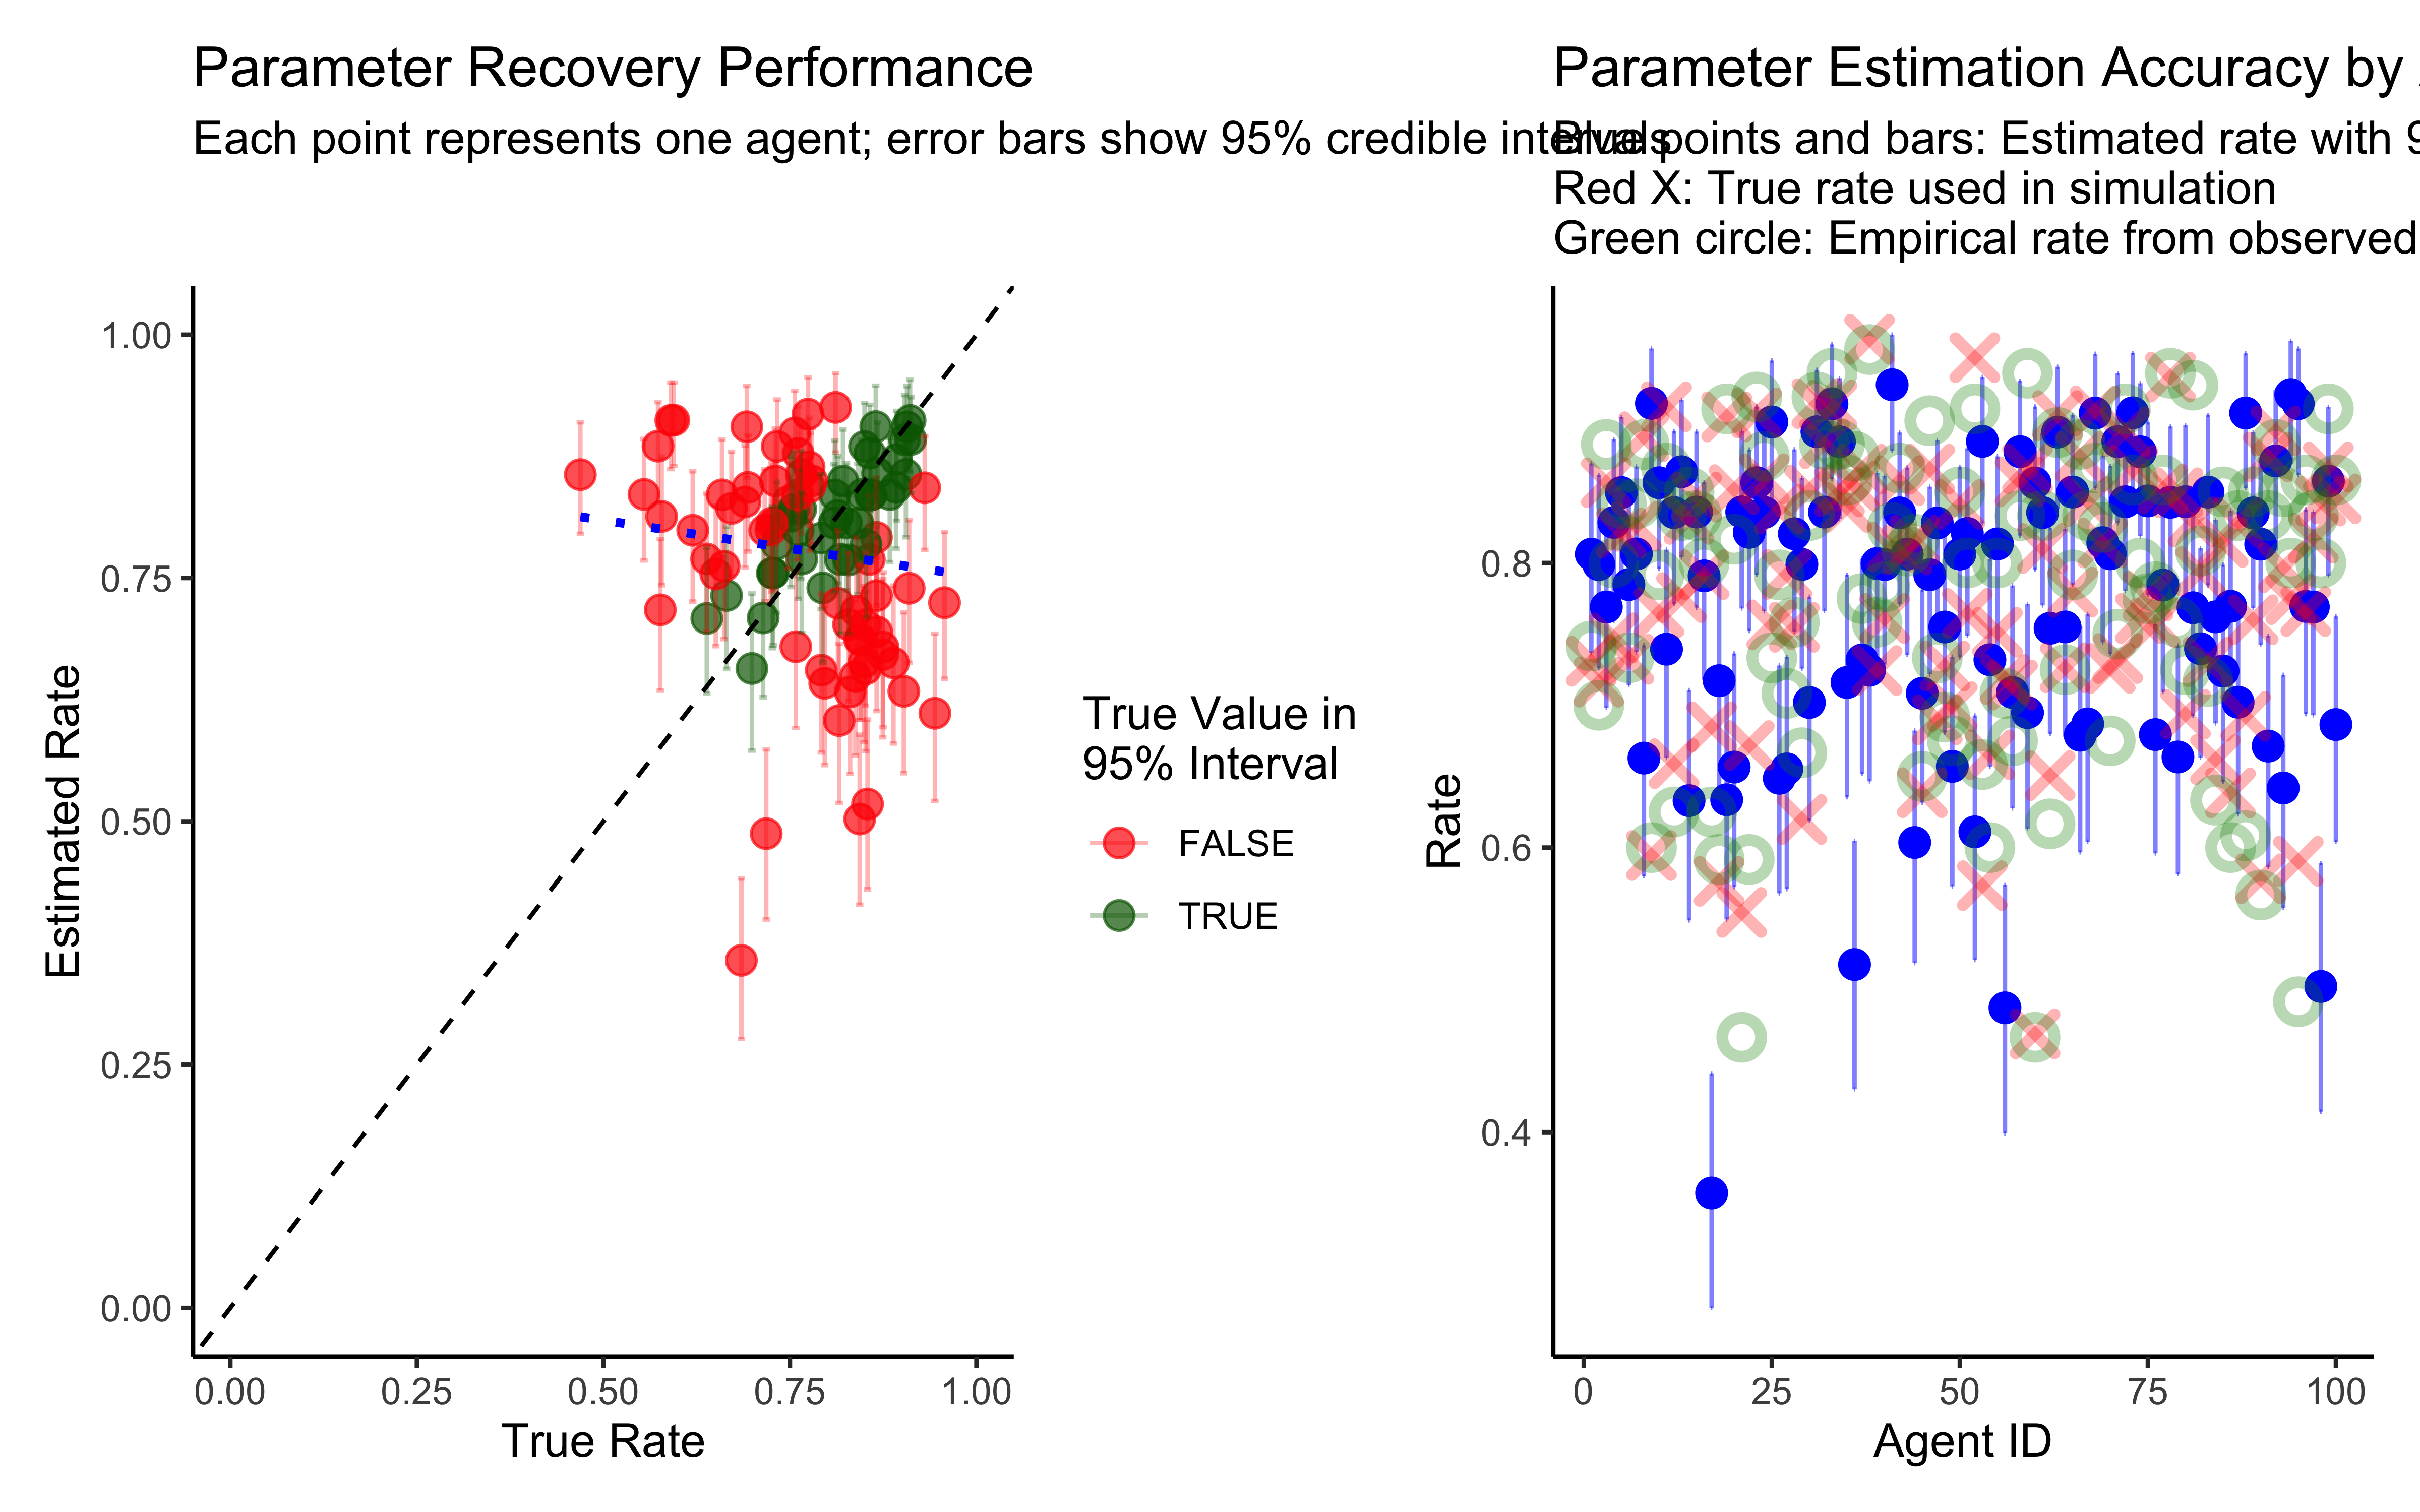 Parameter Recovery Performance
Each point represents one agent; error bars show 95% credible intervals
1.00
0.75
0.50
0.25
0.00
Estimated Rate
0.00 0.25 0.50 0.75 1.00
True Rate
True Value in
95% Interval
FALSE
TRUE
Parameter Estimation Accuracy by
Blue points and bars: Estimated rate with 9
Red X: True rate used in simulation
Green circle: Empirical rate from observed
0.8
0.6
0.4
Rate
0 25 50 75 100
Agent ID